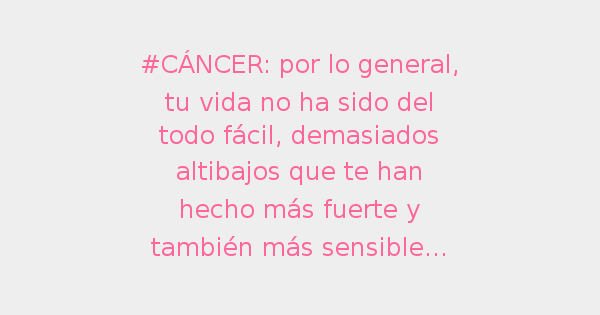 #CÁNCER: por lo general,
tu vida no ha sido del
todo fácil, demasiados
altibajos que te han
hecho más fuerte y
también más sensible...